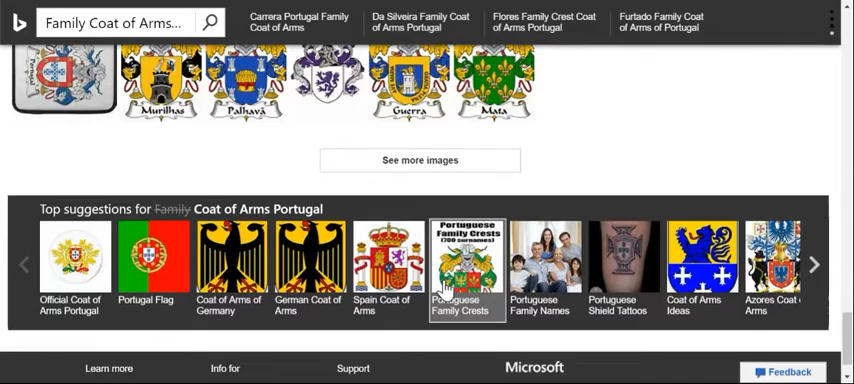 Family Coat of Arms...
Carrera Portugal Family
Coat of Arms
Da Silveira Family Coat
of Arms Portugal
Flores Family Crest Coat
of Arms Portugal
Furtado Family Coat
of Arms of Portugal
Portugal
Murilhas
Palhavã
Guerra
Mata
See more images
Top suggestions for Family Coat of Arms Portugal
Portuguese
Family Crests
(700 surnames)
Official Coat of
Arms Portugal
Portugal Flag
Coat of Arms of
Germany
German Coat of
Arms
Spain Coat of
Arms
Portuguese
Family Crests
Portuguese
Family Names
Portuguese
Shield Tattoos
Coat of Arms
Ideas
Azores Coat
Arms
Learn more
Info for
Support
Microsoft
Feedback